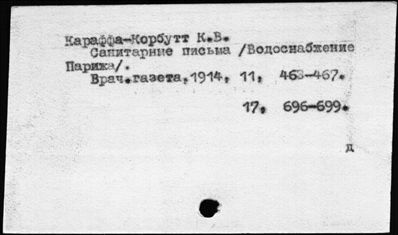 Караффа-Корбутт К.В.
Санитарные письма /Водоснабжение
Парижа/.
Врач.газета,1914, 11, 463-467.
17, 696-699.
д